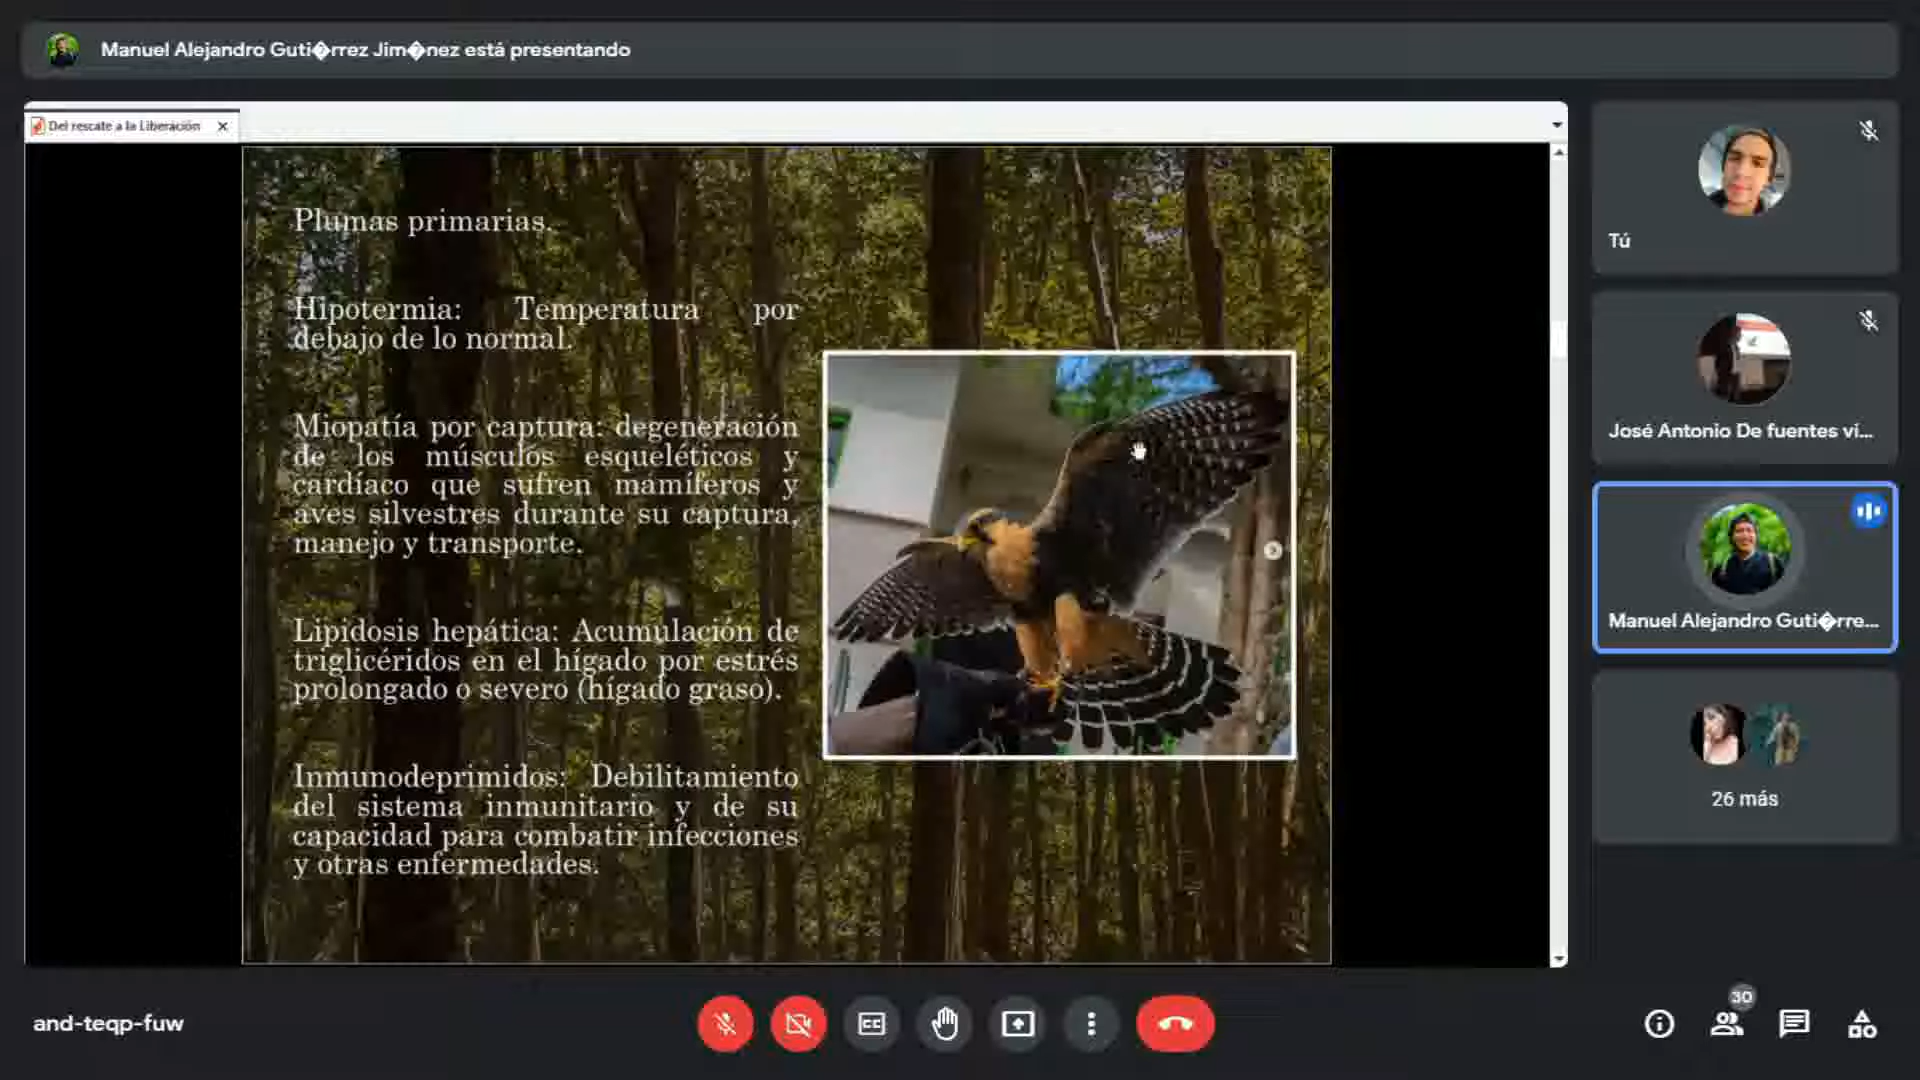 Manuel Alejandro Guti�rrez Jim�nez está presentando
Del rescate a la Liberación
Plumas primarias.
Hipotermia: Temperatura por
debajo de lo normal.
Miopatía por captura: degeneración
de los músculos esqueléticos y
cardíaco que sufren mamíferos y
aves silvestres durante su captura,
manejo y transporte.
Lipidosis hepática: Acumulación de
triglicéridos en el hígado por estrés
prolongado o severo (hígado graso).
Inmunodeprimidos: Debilitamiento
del sistema inmunitario y de su
capacidad para combatir infecciones
y otras enfermedades.
Tú
José Antonio De fuentes ví...
Manuel Alejandro Guti�rre...
26 más
and-teqp-fuw
CC
30